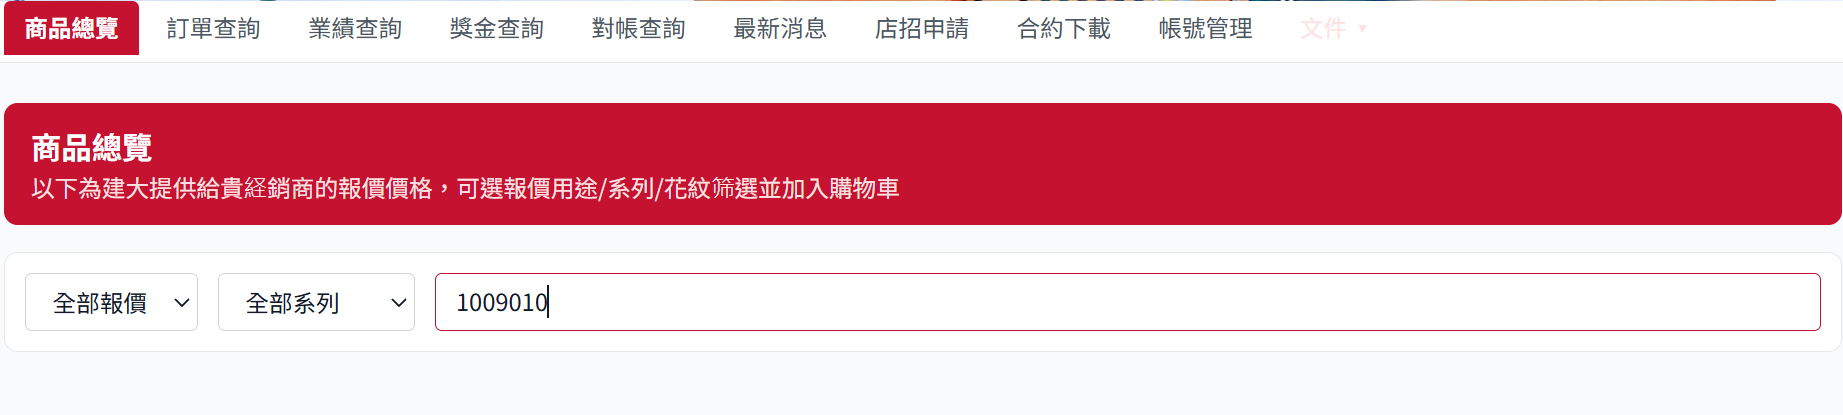 商品總覽 訂單查詢 業績查詢 獎金查詢 對帳查詢 最新消息 店招申請 合約下載 帳號管理 文件
商品總覽
以下為建大提供給貴経銷商的報價價格，可選報價用途/系列/花紋筛選並加入購物車
全部報價 全部系列 1009010